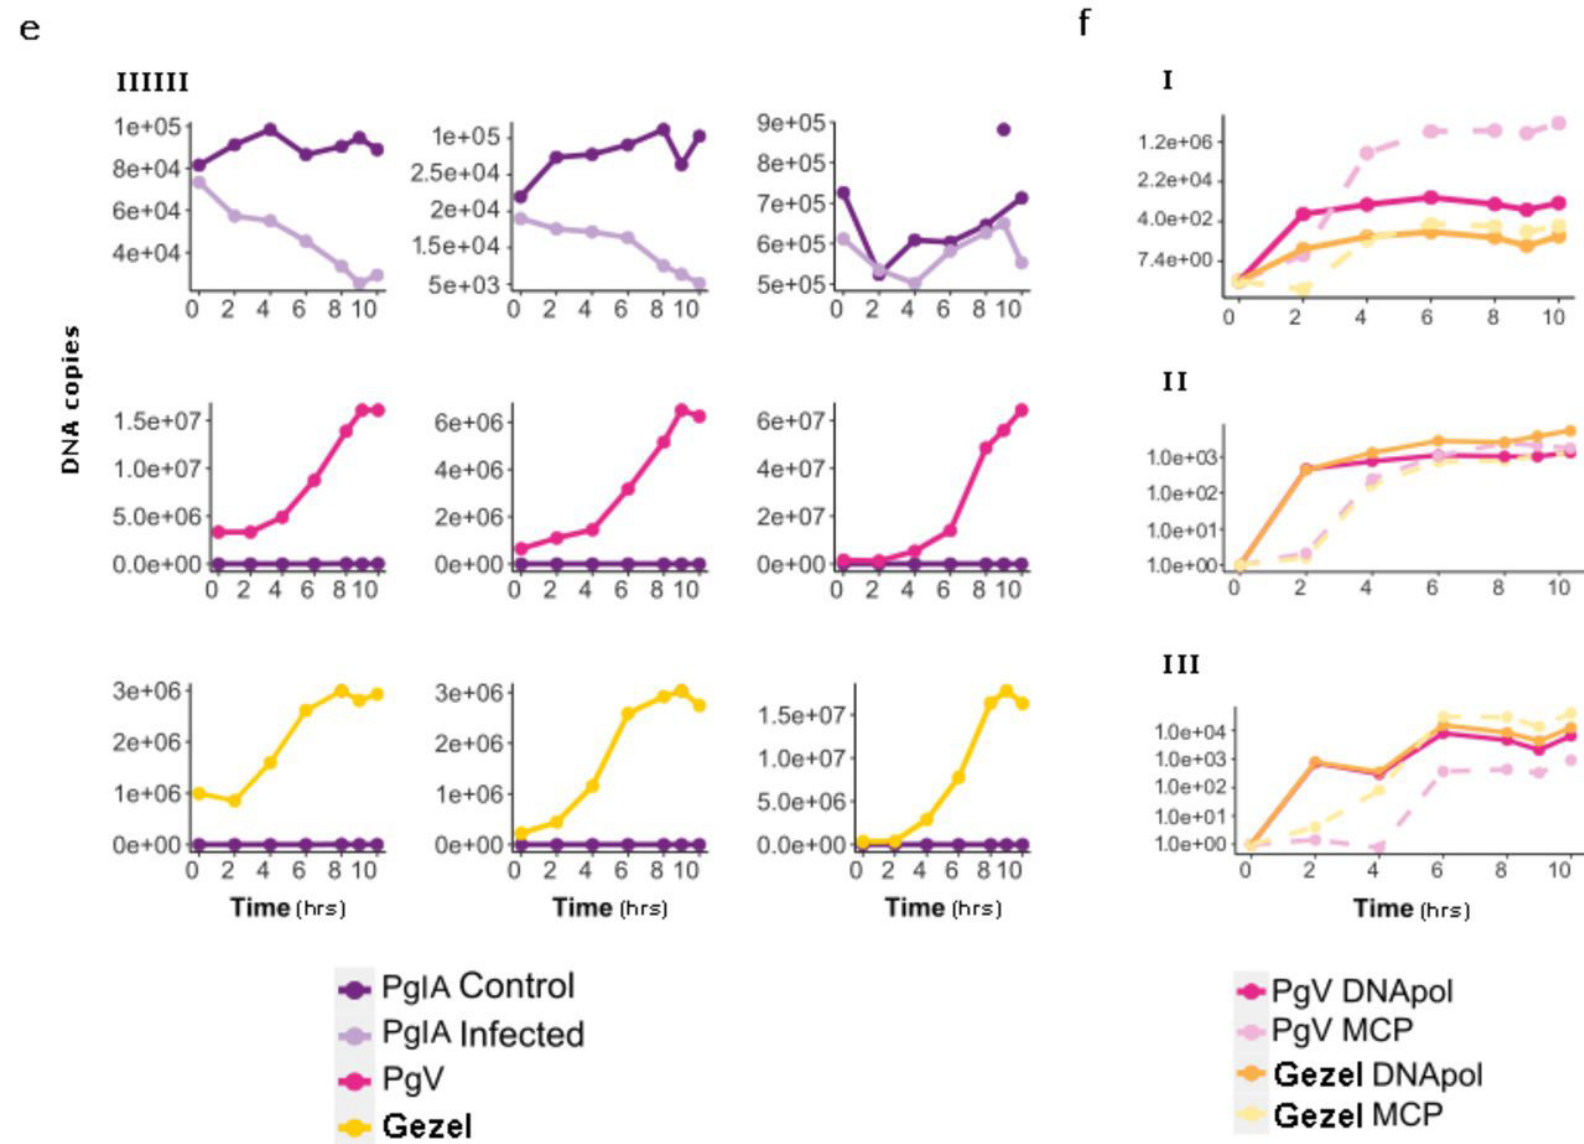 e
IIIIII
DNA copies
1e+05
8e+04
6e+04
4e+04
0 2 4 6 8 10
1e+05
2.5e+04
2e+04
1.5e+04
5e+03
0 2 4 6 8 10
9e+05
8e+05
7e+05
6e+05
5e+05
0 2 4 6 8 10
1.5e+07
1.0e+07
5.0e+06
0.0e+00
0 2 4 6 8 10
6e+06
4e+06
2e+06
0e+00
0 2 4 6 8 10
6e+07
4e+07
2e+07
0e+00
0 2 4 6 8 10
3e+06
2e+06
1e+06
0e+00
0 2 4 6 8 10
Time (hrs)
3e+06
2e+06
1e+06
0e+00
0 2 4 6 8 10
Time (hrs)
1.5e+07
1.0e+07
5.0e+06
0.0e+00
0 2 4 6 8 10
Time (hrs)
PgIA Control
PgIA Infected
PgV
Gezel
f
I
1.2e+06
2.2e+04
4.0e+02
7.4e+00
0 2 4 6 8 10
II
1.0e+03
1.0e+02
1.0e+01
1.0e+00
0 2 4 6 8 10
III
1.0e+04
1.0e+03
1.0e+02
1.0e+01
1.0e+00
0 2 4 6 8 10
Time (hrs)
PgV DNApol
PgV MCP
Gezel DNApol
Gezel MCP